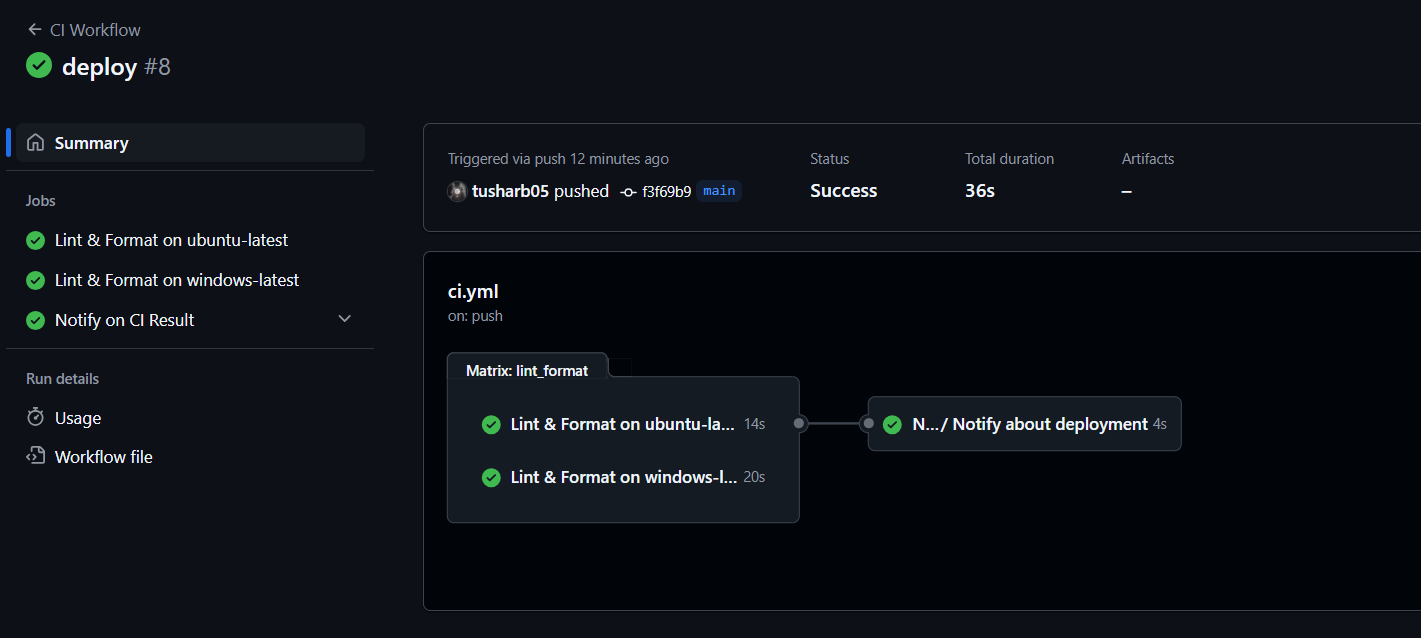 CI Workflow
deploy #8
Summary
Jobs
Lint & Format on ubuntu-latest
Lint & Format on windows-latest
Notify on CI Result
Run details
Usage
Workflow file
Triggered via push 12 minutes ago
tusharb05 pushed f3f69b9 main
Status
Success
Total duration
36s
Artifacts
–
ci.yml
on: push
Matrix: lint_format
Lint & Format on ubuntu-la... 14s
Lint & Format on windows-l... 20s
N.../ Notify about deployment 4s